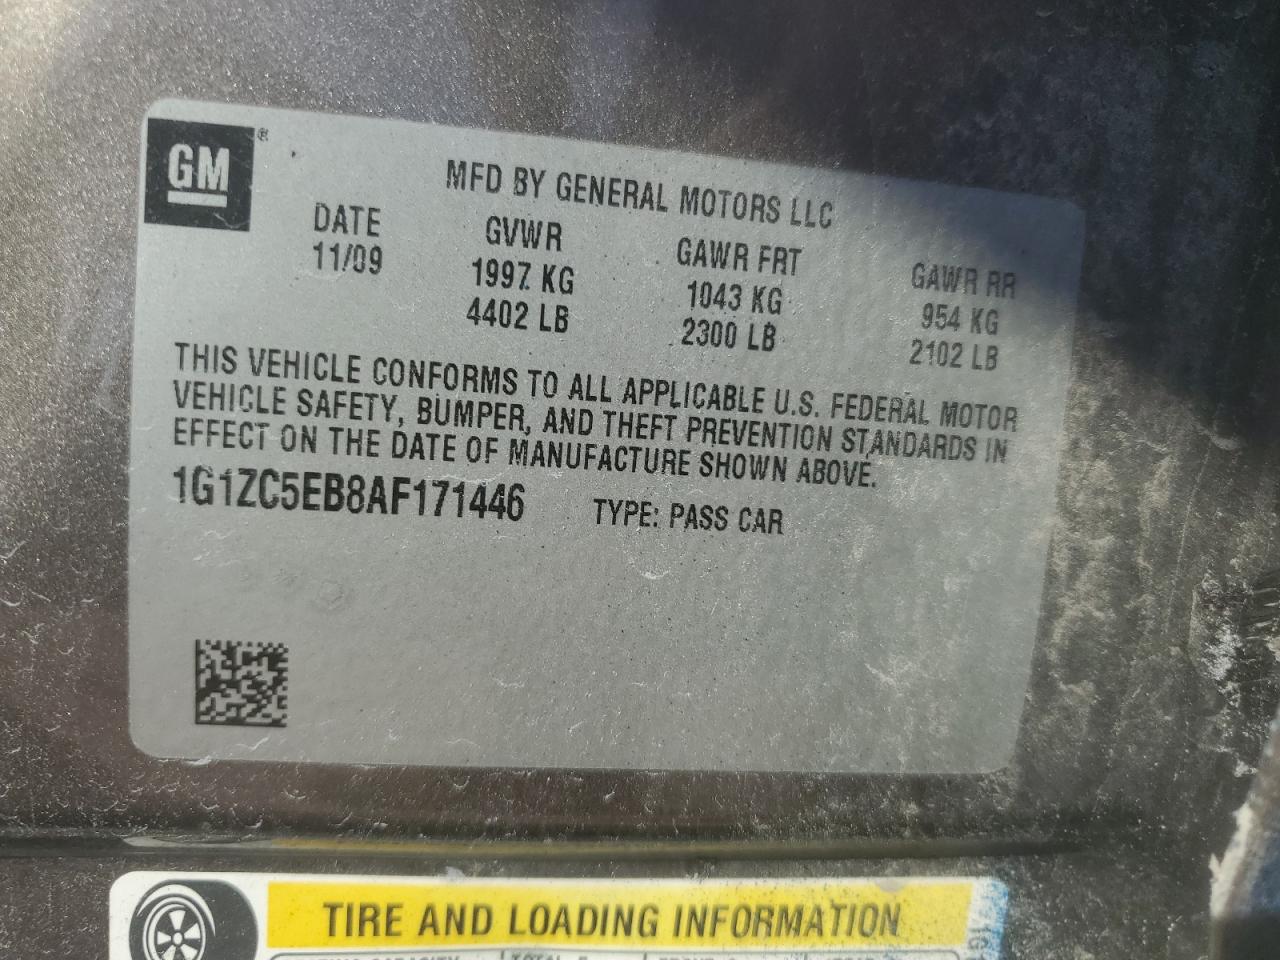 GM ®
MFD BY GENERAL MOTORS LLC
DATE GVWR GAWR FRT GAWR RR
11/09 1997 KG 1043 KG 954 KG
4402 LB 2300 LB 2102 LB
THIS VEHICLE CONFORMS TO ALL APPLICABLE U.S. FEDERAL MOTOR
VEHICLE SAFETY, BUMPER, AND THEFT PREVENTION STANDARDS IN
EFFECT ON THE DATE OF MANUFACTURE SHOWN ABOVE.
1G1ZC5EB8AF171446 TYPE: PASS CAR
TIRE AND LOADING INFORMATION